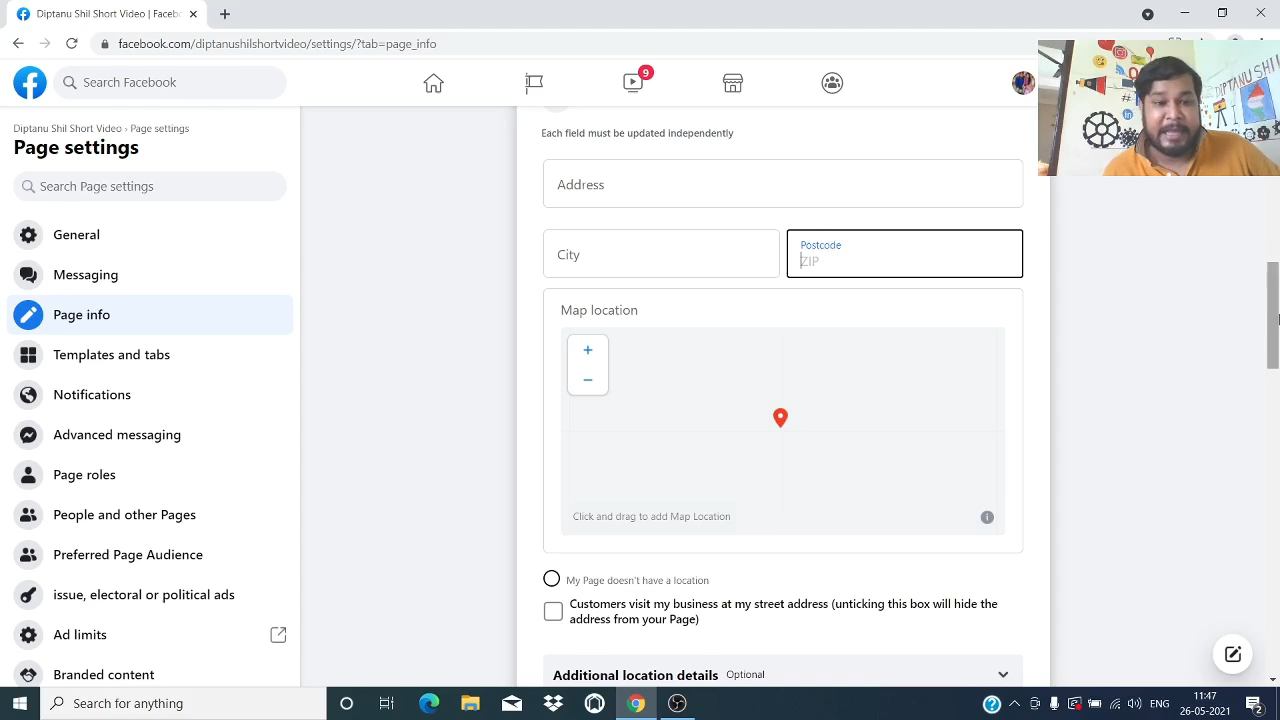 Diptanu Shil Short Video | Faceb
facebook.com/diptanushilshortvideo/settings/?tab=page_info
Search Facebook
9
DIPTANU SHIL
Diptanu Shil Short Video › Page settings
Page settings
Search Page settings
General
Messaging
Page info
Templates and tabs
Notifications
Advanced messaging
Page roles
People and other Pages
Preferred Page Audience
issue, electoral or political ads
Ad limits
Branded content
Each field must be updated independently
Address
City
Postcode
ZIP
Map location
+
−
Click and drag to add Map Location
My Page doesn't have a location
Customers visit my business at my street address (unticking this box will hide the
address from your Page)
Additional location details Optional
Search for anything
ENG
11:47
26-05-2021
2